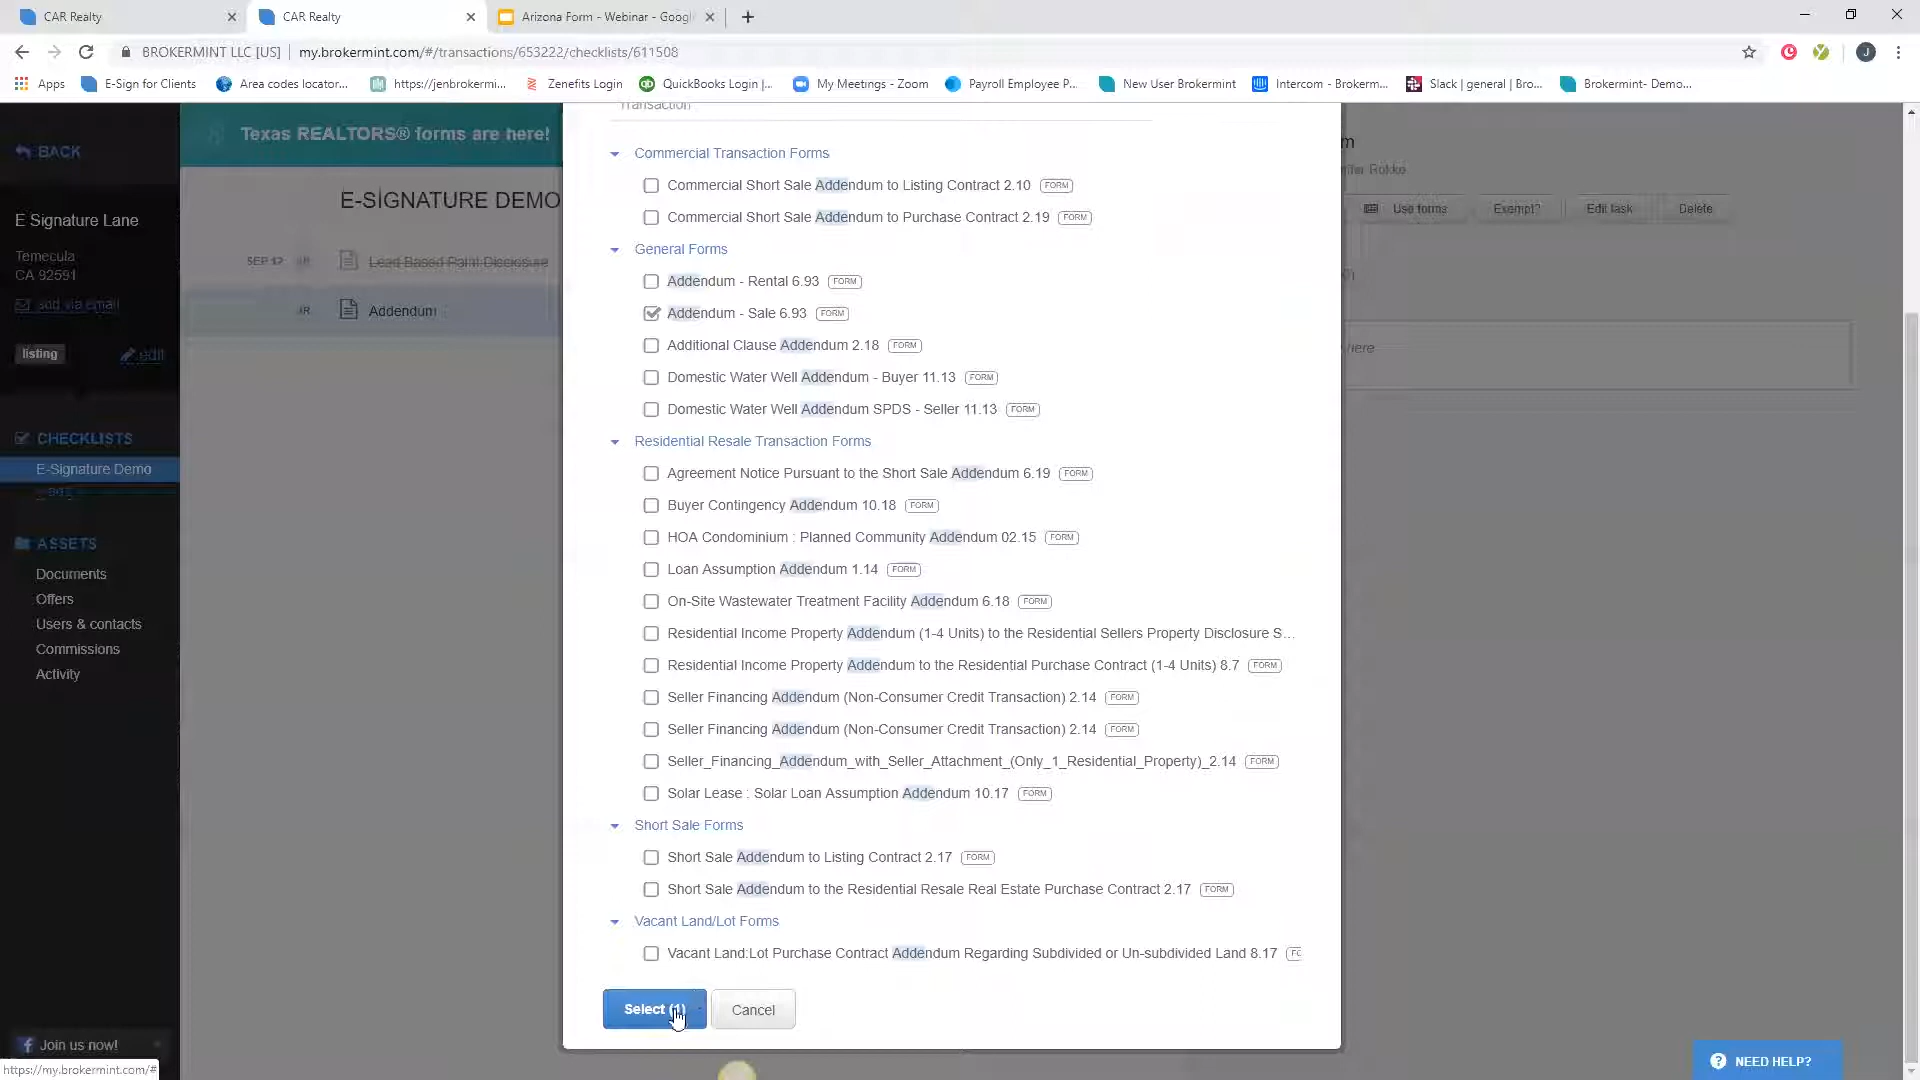 CAR Realty
CAR Realty
Arizona Form - Webinar - Googl
BROKERMINT LLC [US]
my.brokermint.com/#/transactions/653222/checklists/611508
J
Apps
E-Sign for Clients
Area codes locator...
https://jenbrokermi...
Zenefits Login
QuickBooks Login |...
My Meetings - Zoom
Payroll Employee P...
New User Brokermint
Intercom - Brokerm...
Slack | general | Bro...
Brokermint- Demo...
Texas REALTORS® forms are here!
BACK
E Signature Lane
Temecula
CA 92591
add via email
listing
edit
CHECKLISTS
E-Signature Demo
ASSETS
Documents
Offers
Users & contacts
Commissions
Activity
Join us now!
https://my.brokermint.com/#
E-SIGNATURE DEMO
SEP 12
JR
Lead Based Paint Disclosure
JR
Addendum
Transaction
Commercial Transaction Forms
Commercial Short Sale Addendum to Listing Contract 2.10 FORM
Commercial Short Sale Addendum to Purchase Contract 2.19 FORM
General Forms
Addendum - Rental 6.93 FORM
Addendum - Sale 6.93 FORM
Additional Clause Addendum 2.18 FORM
Domestic Water Well Addendum - Buyer 11.13 FORM
Domestic Water Well Addendum SPDS - Seller 11.13 FORM
Residential Resale Transaction Forms
Agreement Notice Pursuant to the Short Sale Addendum 6.19 FORM
Buyer Contingency Addendum 10.18 FORM
HOA Condominium : Planned Community Addendum 02.15 FORM
Loan Assumption Addendum 1.14 FORM
On-Site Wastewater Treatment Facility Addendum 6.18 FORM
Residential Income Property Addendum (1-4 Units) to the Residential Sellers Property Disclosure S...
Residential Income Property Addendum to the Residential Purchase Contract (1-4 Units) 8.7 FORM
Seller Financing Addendum (Non-Consumer Credit Transaction) 2.14 FORM
Seller Financing Addendum (Non-Consumer Credit Transaction) 2.14 FORM
Seller_Financing_Addendum_with_Seller_Attachment_(Only_1_Residential_Property)_2.14 FORM
Solar Lease : Solar Loan Assumption Addendum 10.17 FORM
Short Sale Forms
Short Sale Addendum to Listing Contract 2.17 FORM
Short Sale Addendum to the Residential Resale Real Estate Purchase Contract 2.17 FORM
Vacant Land/Lot Forms
Vacant Land:Lot Purchase Contract Addendum Regarding Subdivided or Un-subdivided Land 8.17 FO
Select (1)
Cancel
m
Rokke
Use forms
Exempt?
Edit task
Delete
here
NEED HELP?